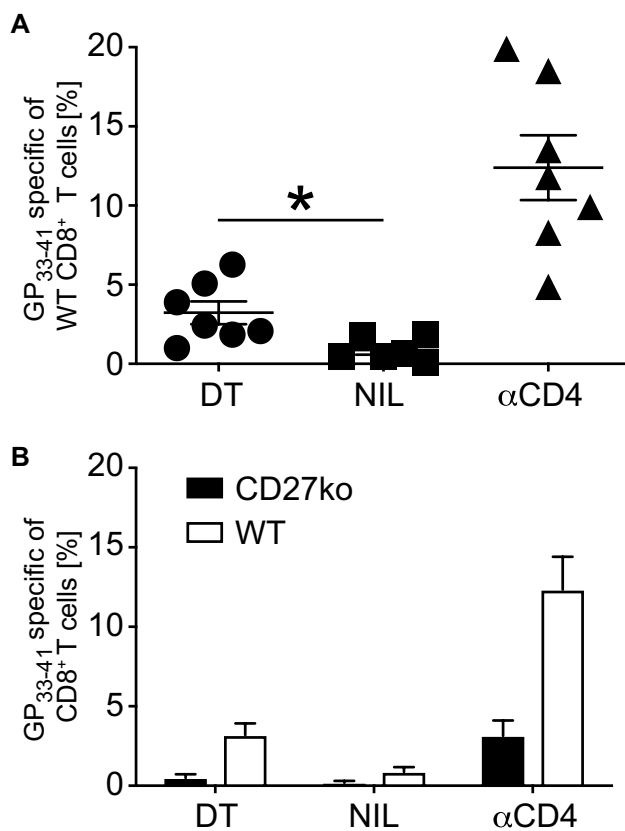 A
GP33-41 specific of
WT CD8+ T cells [%]
20
15
10
5
0
*
DT NIL αCD4
B
GP33-41 specific of
CD8+ T cells [%]
20
15
10
5
0
CD27ko
WT
DT NIL αCD4